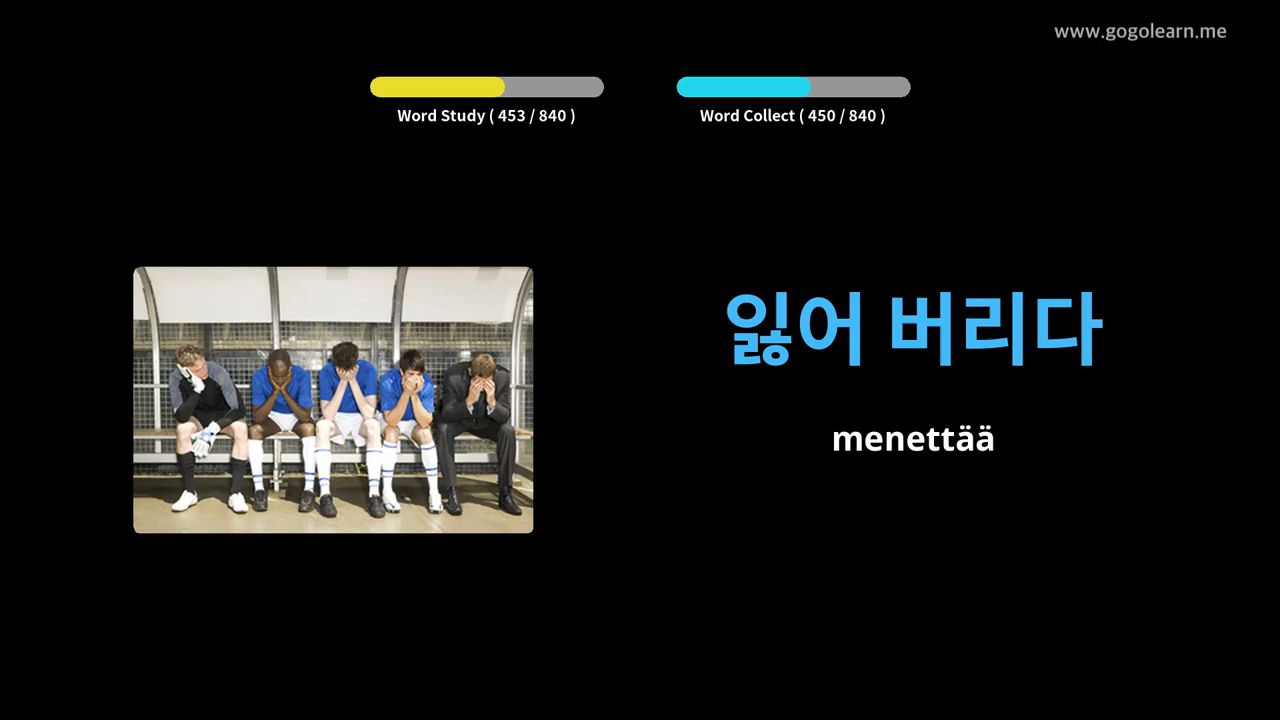 www.gogolearn.me
Word Study ( 453 / 840 )
Word Collect ( 450 / 840 )
잃어 버리다
menettää